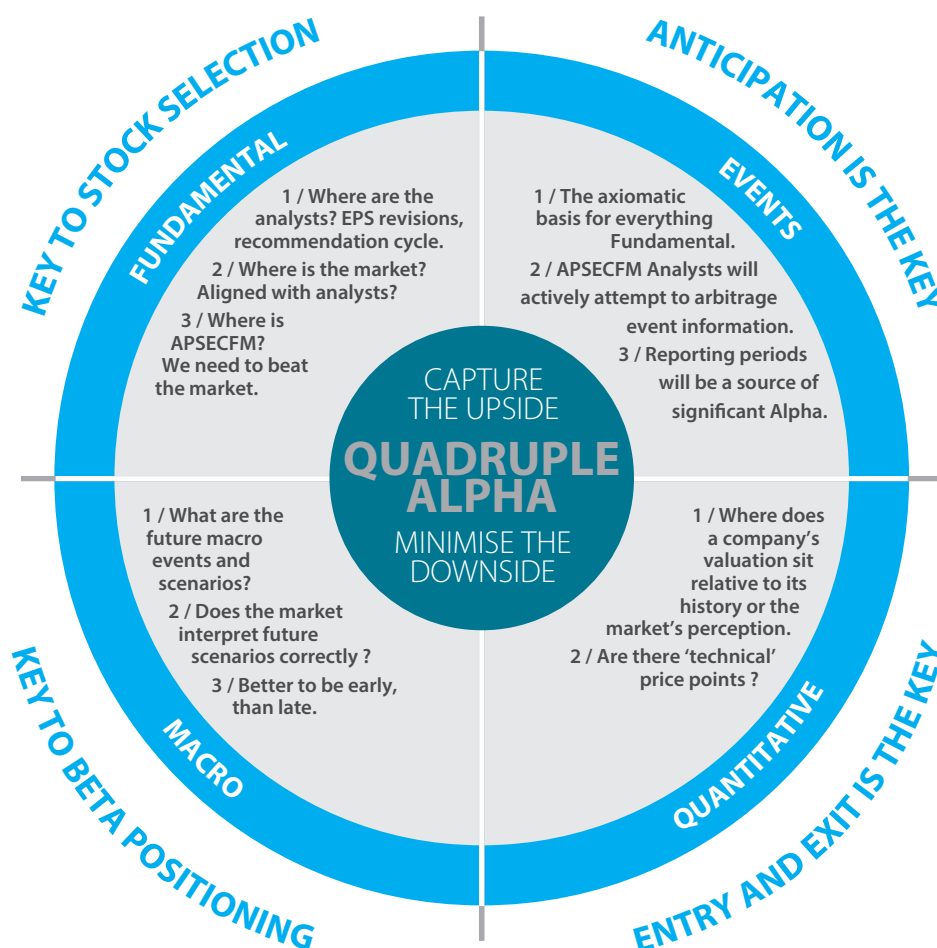 KEY TO STOCK SELECTION
FUNDAMENTAL
1 / Where are the
analysts? EPS revisions,
recommendation cycle.
2 / Where is the market?
Aligned with analysts?
3 / Where is
APSECFM?
We need to beat
the market.
ANTICIPATION IS THE KEY
EVENTS
1 / The axiomatic
basis for everything
Fundamental.
2 / APSECFM Analysts will
actively attempt to arbitrage
event information.
3 / Reporting periods
will be a source of
significant Alpha.
CAPTURE
THE UPSIDE
QUADRUPLE
ALPHA
MINIMISE THE
DOWNSIDE
1 / What are the
future macro
events and
scenarios?
2 / Does the market
interpret future
scenarios correctly ?
3 / Better to be early,
than late.
MACRO
KEY TO BETA POSITIONING
1 / Where does
a company’s
valuation sit
relative to its
history or the
market’s perception.
2 / Are there ‘technical’
price points ?
QUANTITATIVE
ENTRY AND EXIT IS THE KEY